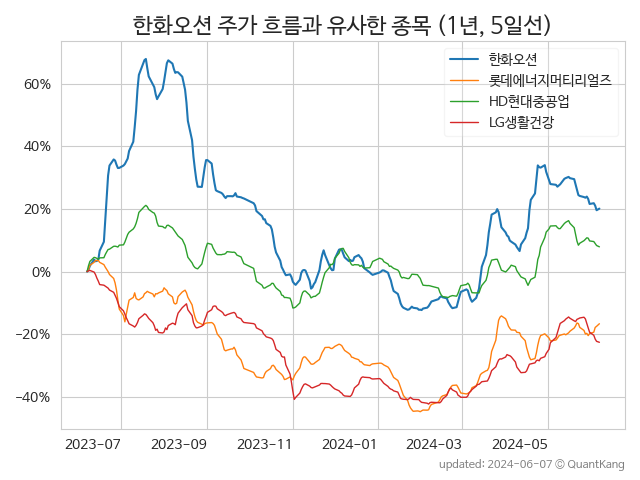 한화오션 주가 흐름과 유사한 종목 (1년, 5일선)
한화오션
롯데에너지머티리얼즈
HD현대중공업
LG생활건강
60%
40%
20%
0%
−20%
−40%
2023-07 2023-09 2023-11 2024-01 2024-03 2024-05
updated: 2024-06-07 ⓒ QuantKang